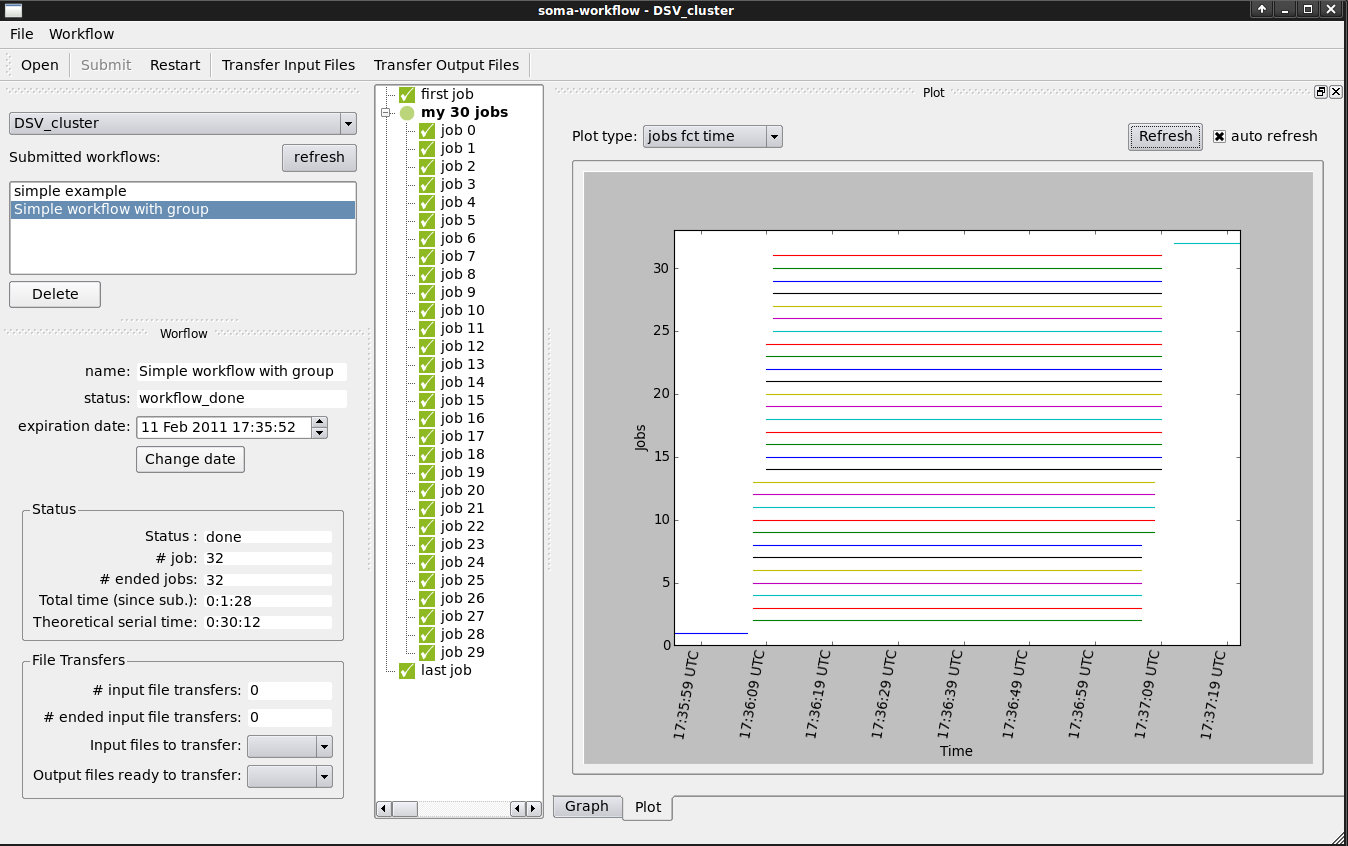 soma-workflow - DSV_cluster
File Workflow
Open Submit Restart Transfer Input Files Transfer Output Files
DSV_cluster
Submitted workflows: refresh
simple example
Simple workflow with group
Delete
Worflow
name: Simple workflow with group
status: workflow_done
expiration date: 11 Feb 2011 17:35:52
Change date
Status
Status : done
# job: 32
# ended jobs: 32
Total time (since sub.): 0:1:28
Theoretical serial time: 0:30:12
File Transfers
# input file transfers: 0
# ended input file transfers: 0
Input files to transfer:
Output files ready to transfer:
first job
my 30 jobs
job 0
job 1
job 2
job 3
job 4
job 5
job 6
job 7
job 8
job 9
job 10
job 11
job 12
job 13
job 14
job 15
job 16
job 17
job 18
job 19
job 20
job 21
job 22
job 23
job 24
job 25
job 26
job 27
job 28
job 29
last job
Plot
Plot type: jobs fct time Refresh auto refresh
30
25
20
15
10
5
0
Jobs
17:35:59 UTC
17:36:09 UTC
17:36:19 UTC
17:36:29 UTC
17:36:39 UTC
17:36:49 UTC
17:36:59 UTC
17:37:09 UTC
17:37:19 UTC
Time
Graph Plot